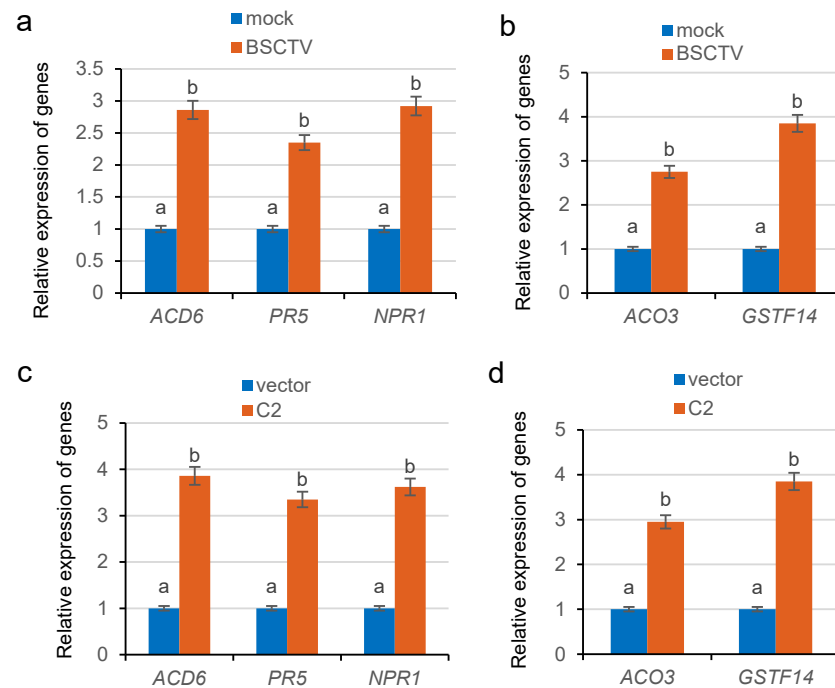 a
mock
BSCTV
Relative expression of genes
3.5
3
2.5
2
1.5
1
0.5
0
a
b
a
b
a
b
ACD6
PR5
NPR1
b
mock
BSCTV
Relative expression of genes
5
4
3
2
1
0
a
b
a
b
ACO3
GSTF14
c
vector
C2
Relative expression of genes
5
4
3
2
1
0
a
b
a
b
a
b
ACD6
PR5
NPR1
d
vector
C2
Relative expression of genes
5
4
3
2
1
0
a
b
a
b
ACO3
GSTF14